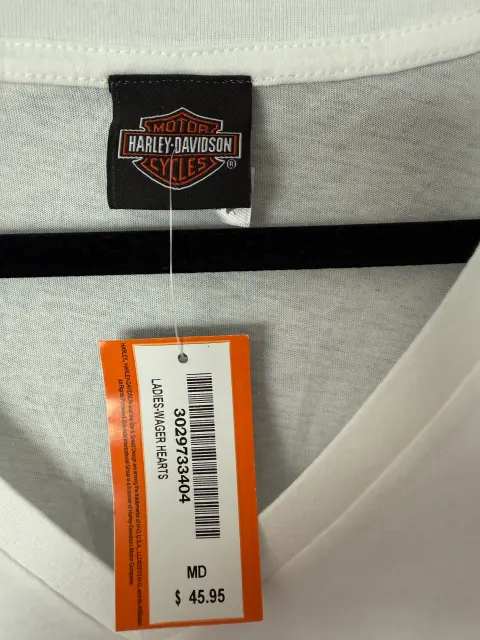 MOTOR
HARLEY-DAVIDSON
CYCLES
®
LADIES-WAGER HEARTS
3029733404
MD
$ 45.95